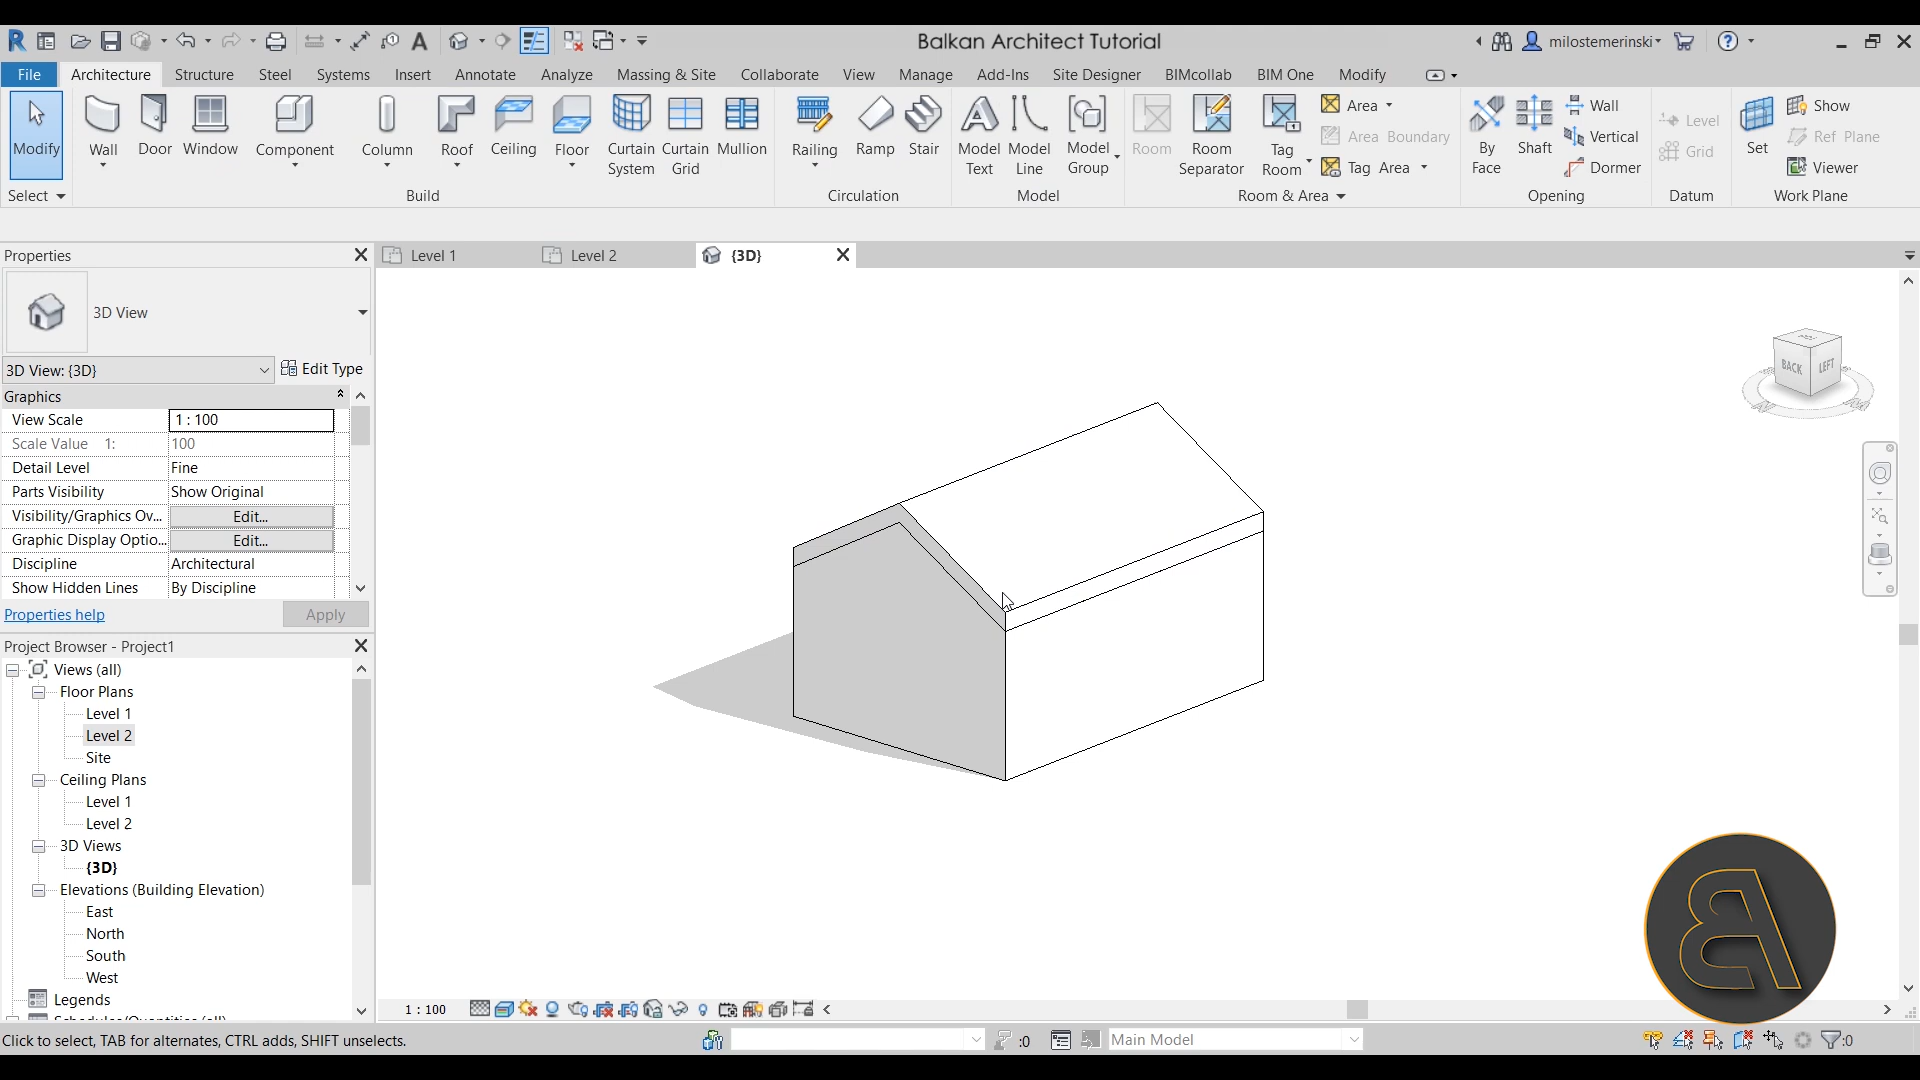 Balkan Architect Tutorial
milostemerinski
File Architecture Structure Steel Systems Insert Annotate Analyze Massing & Site Collaborate View Manage Add-Ins Site Designer BIMcollab BIM One Modify
Modify
Wall
Door
Window
Component
Column
Roof
Ceiling
Floor
Curtain System
Curtain Grid
Mullion
Railing
Ramp
Stair
Model Text
Model Line
Model Group
Room
Room Separator
Tag Room
Area
Area Boundary
Tag Area
By Face
Shaft
Wall
Vertical
Dormer
Level
Grid
Set
Show
Ref Plane
Viewer
Select Build Circulation Model Room & Area Opening Datum Work Plane
Properties
Level 1 Level 2 {3D}
3D View
3D View: {3D} Edit Type
Graphics
View Scale 1 : 100
Scale Value 1: 100
Detail Level Fine
Parts Visibility Show Original
Visibility/Graphics Ov... Edit...
Graphic Display Optio... Edit...
Discipline Architectural
Show Hidden Lines By Discipline
Properties help Apply
BACK LEFT
Project Browser - Project1
Views (all)
Floor Plans
Level 1
Level 2
Site
Ceiling Plans
Level 1
Level 2
3D Views
{3D}
Elevations (Building Elevation)
East
North
South
West
Legends
Schedules/Quantities (all)
1 : 100
Click to select, TAB for alternates, CTRL adds, SHIFT unselects.
:0
Main Model
:0